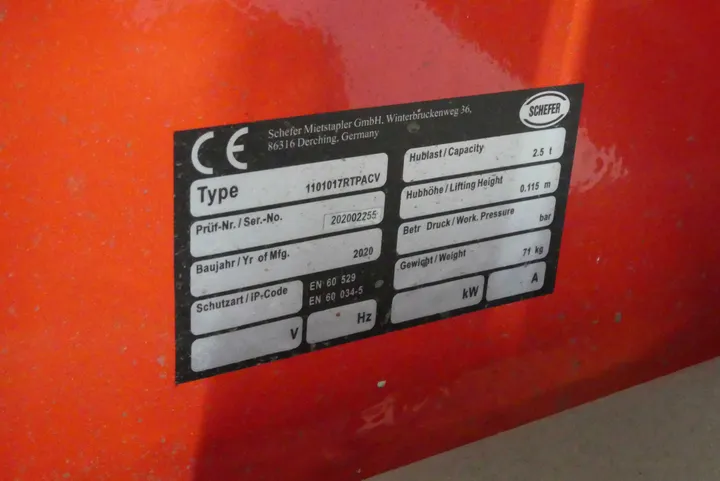 CE
Schefer Mietstapler GmbH, Winterbruckenweg 36,
86316 Derching, Germany
SCHEFER
Type 1101017RTPACV
Prüf-Nr. / Ser.-No. 202002255
Baujahr / Yr of Mfg. 2020
Schutzart / IP-Code
EN 60 529
EN 60 034-5
V
Hz
Hublast / Capacity 2.5 t
Hubhöhe / Lifting Height 0.115 m
Betr Druck / Work. Pressure bar
Gewicht / Weight 71 kg
kW
A